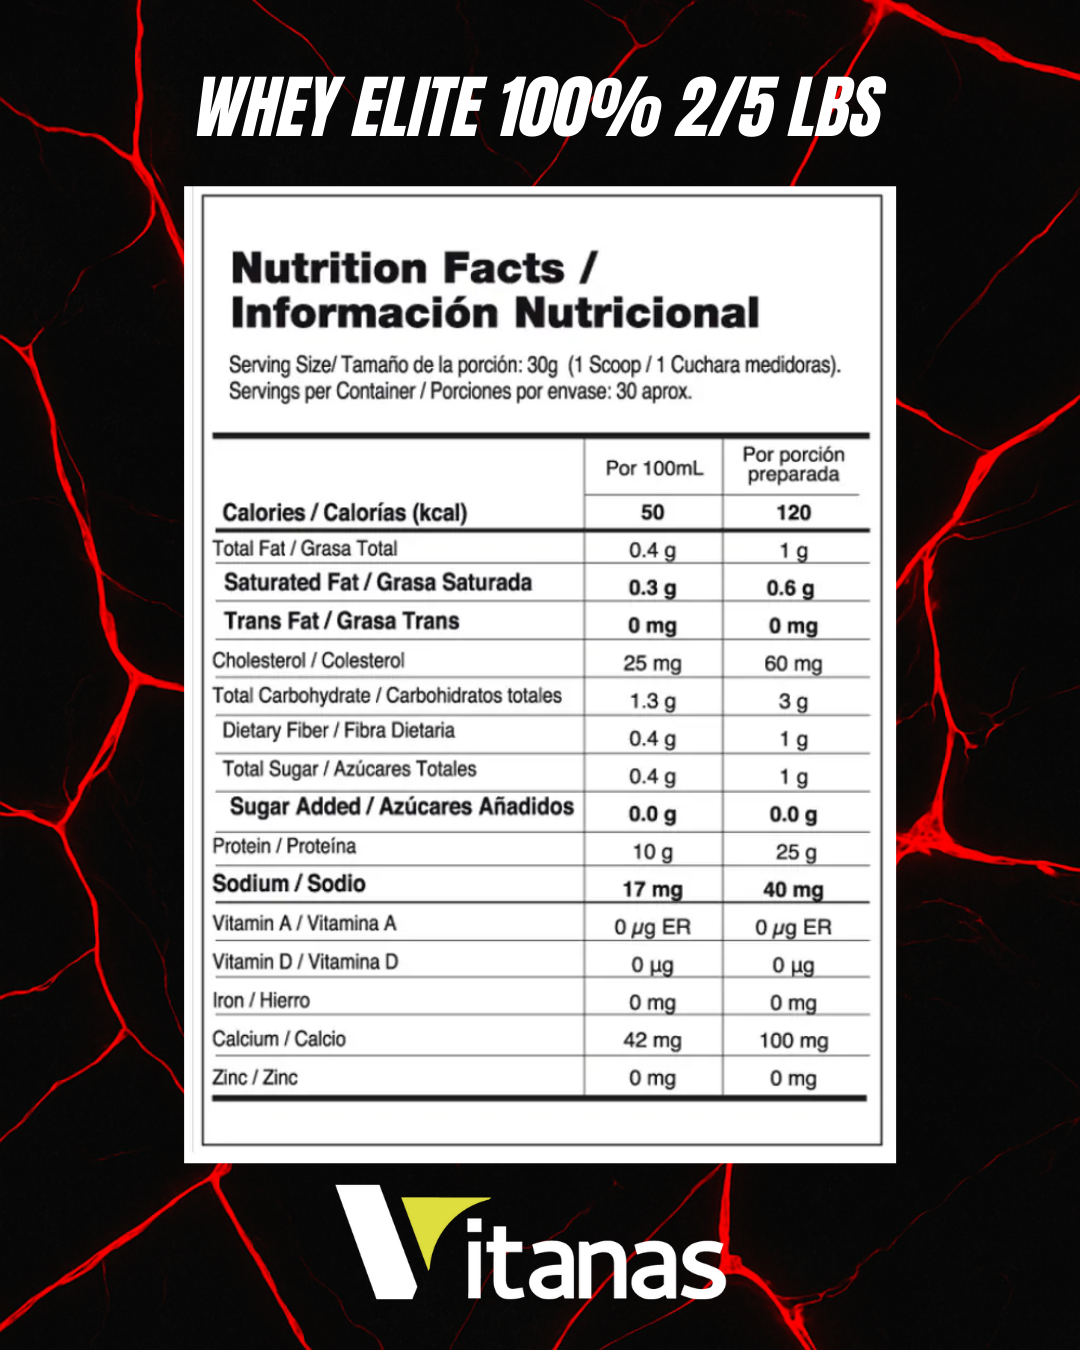 WHEY ELITE 100% 2/5 LBS
Nutrition Facts /
Información Nutricional
Serving Size/ Tamaño de la porción: 30g (1 Scoop / 1 Cuchara medidoras).
Servings per Container / Porciones por envase: 30 aprox.
Por 100mL Por porción preparada
Calories / Calorías (kcal) 50 120
Total Fat / Grasa Total 0.4 g 1 g
Saturated Fat / Grasa Saturada 0.3 g 0.6 g
Trans Fat / Grasa Trans 0 mg 0 mg
Cholesterol / Colesterol 25 mg 60 mg
Total Carbohydrate / Carbohidratos totales 1.3 g 3 g
Dietary Fiber / Fibra Dietaria 0.4 g 1 g
Total Sugar / Azúcares Totales 0.4 g 1 g
Sugar Added / Azúcares Añadidos 0.0 g 0.0 g
Protein / Proteína 10 g 25 g
Sodium / Sodio 17 mg 40 mg
Vitamin A / Vitamina A 0 µg ER 0 µg ER
Vitamin D / Vitamina D 0 µg 0 µg
Iron / Hierro 0 mg 0 mg
Calcium / Calcio 42 mg 100 mg
Zinc / Zinc 0 mg 0 mg
Vitanas